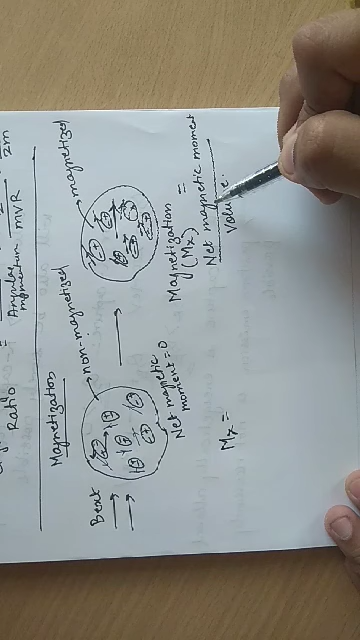 Ratio = Angular momentum mVR 2m
Magnetization
non-magnetized
magnetized
Bext
Net magnetic
moment = 0
Magnetization =
(Mx)
Net magnetic moment
Volume
Mx =